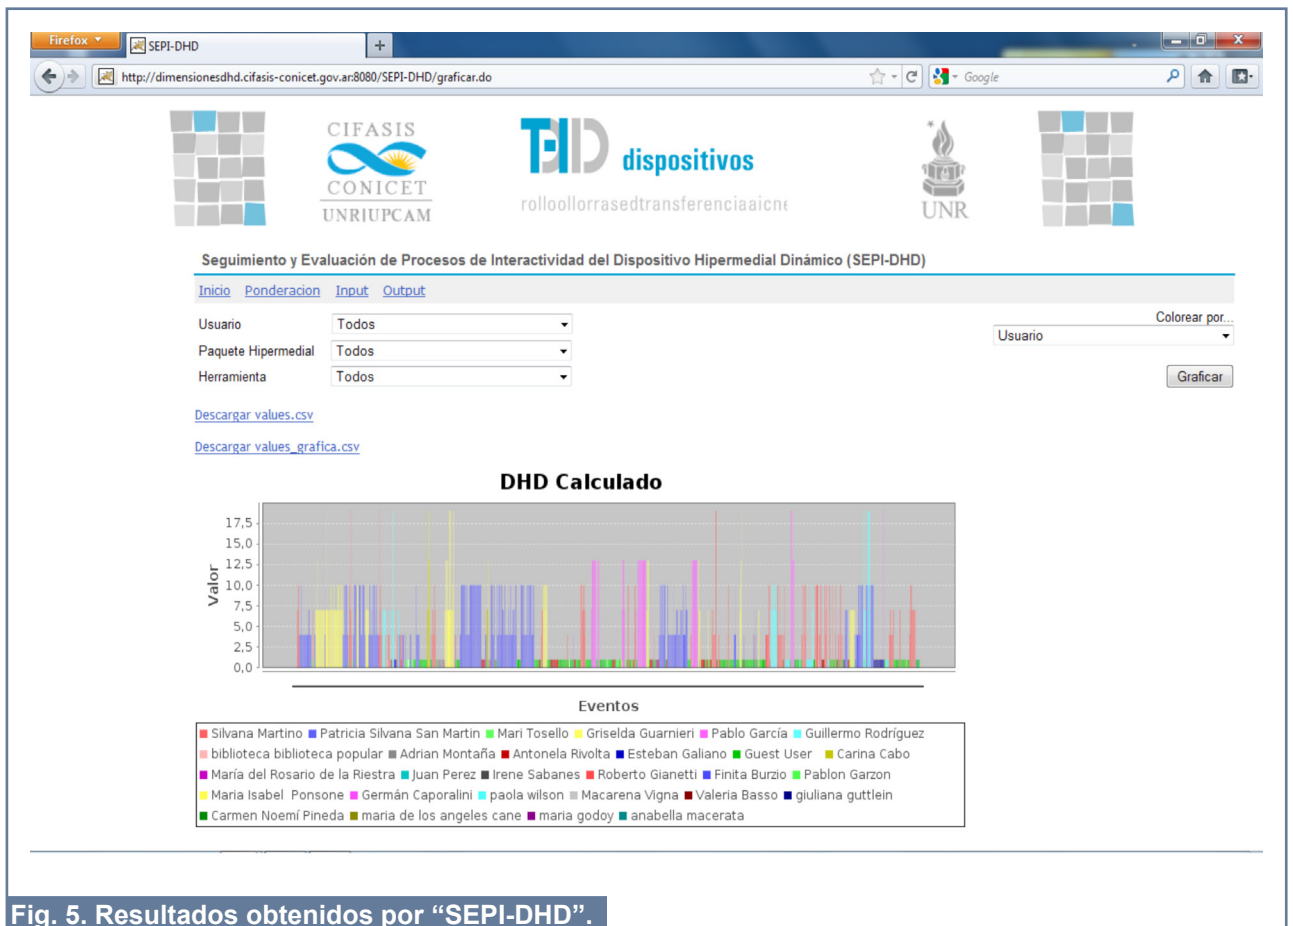 Firefox
SEPI-DHD
http://dimensionesdhd.cifasis-conicet.gov.ar:8080/SEPI-DHD/graficar.do
Google
CIFASIS
CONICET
UNR|UPCAM
dispositivos
rolloollorrasedtransferenciaaicne
UNR
Seguimiento y Evaluación de Procesos de Interactividad del Dispositivo Hipermedial Dinámico (SEPI-DHD)
Inicio Ponderacion Input Output
Usuario Todos
Colorear por...
Usuario
Paquete Hipermedial Todos
Herramienta Todos
Graficar
Descargar values.csv
Descargar values_grafica.csv
DHD Calculado
Valor
17,5
15,0
12,5
10,0
7,5
5,0
2,5
0,0
Eventos
Silvana Martino Patricia Silvana San Martin Mari Tosello Griselda Guarnieri Pablo García Guillermo Rodríguez
biblioteca biblioteca popular Adrian Montaña Antonela Rivolta Esteban Galiano Guest User Carina Cabo
María del Rosario de la Riestra Juan Perez Irene Sabanes Roberto Gianetti Finita Burzio Pablon Garzon
Maria Isabel Ponsone Germán Caporalini paola wilson Macarena Vigna Valeria Basso giuliana guttlein
Carmen Noemí Pineda maria de los angeles cane maria godoy anabella macerata
Fig. 5. Resultados obtenidos por “SEPI-DHD”.